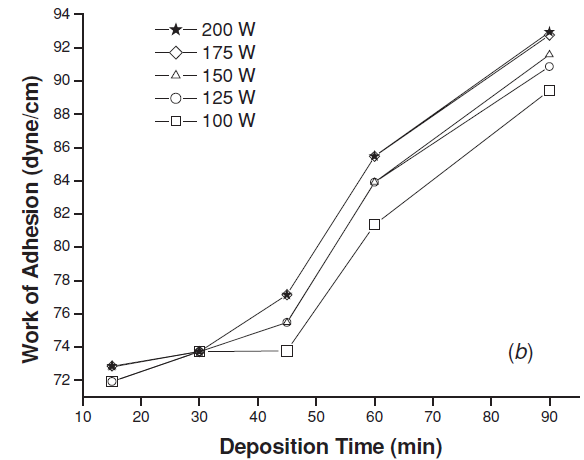 94
92
90
88
86
84
82
80
78
76
74
72
Work of Adhesion (dyne/cm)
200 W
175 W
150 W
125 W
100 W
(b)
10 20 30 40 50 60 70 80 90
Deposition Time (min)